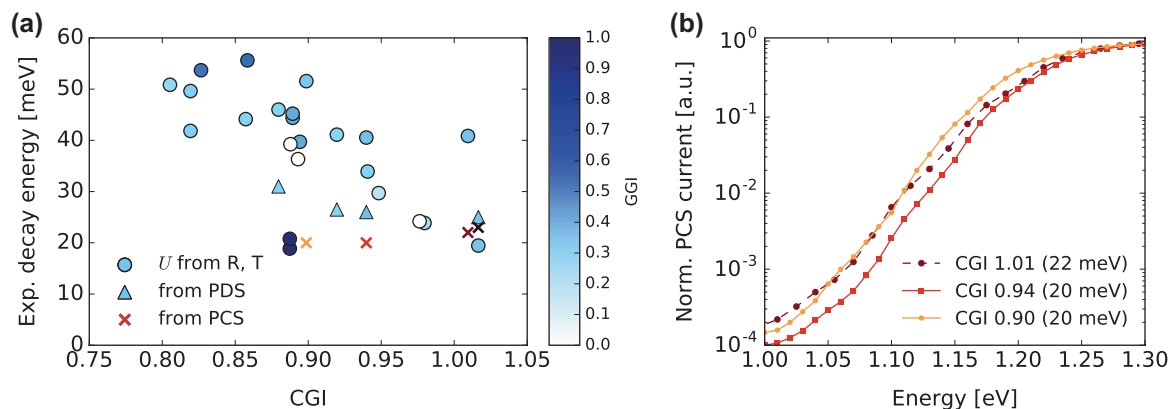 (a)
Exp. decay energy [meV]
60
50
40
30
20
10
0
0.75
0.80
0.85
0.90
0.95
1.00
1.05
CGI
U from R, T
from PDS
from PCS
1.0
0.9
0.8
0.7
0.6
0.5
0.4
0.3
0.2
0.1
0.0
GGI
(b)
Norm. PCS current [a.u.]
10^0
10^-1
10^-2
10^-3
10^-4
1.00
1.05
1.10
1.15
1.20
1.25
1.30
Energy [eV]
CGI 1.01 (22 meV)
CGI 0.94 (20 meV)
CGI 0.90 (20 meV)